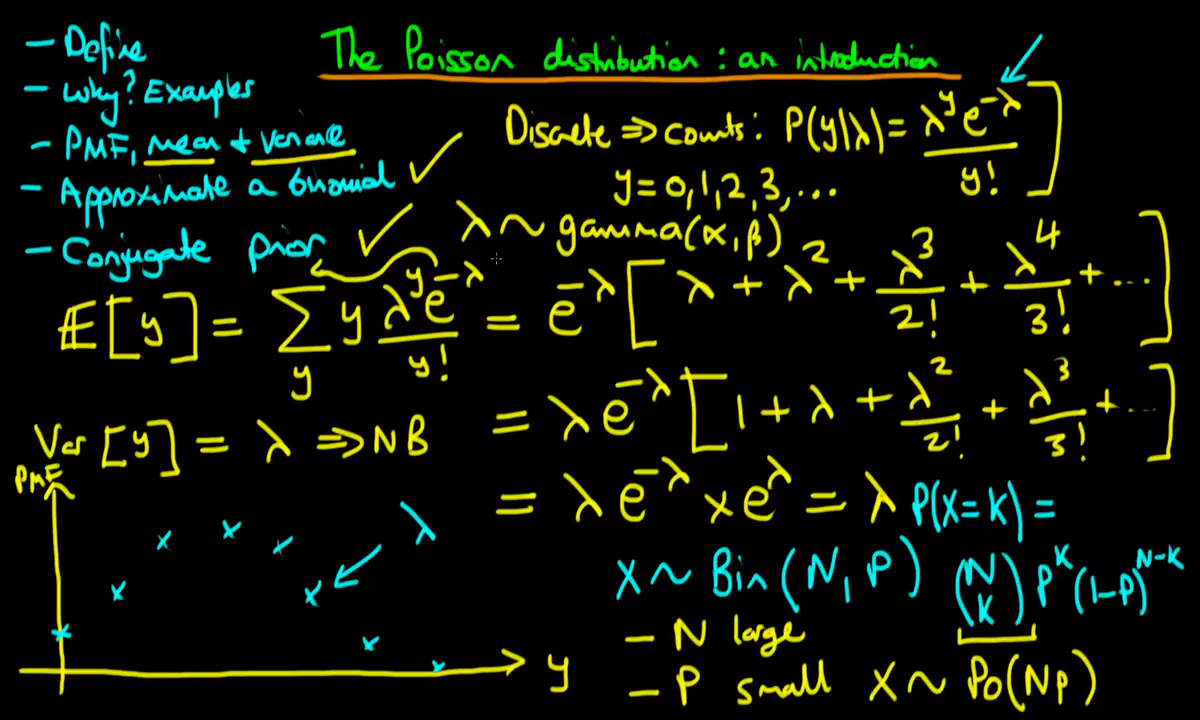 The Poisson distribution : an introduction
- Define
- Why? Examples
- PMF, mean + variance
- Approximate a binomial ✓
- Conjugate prior ✓
Discrete ⇒ counts: P(y|λ) = λ^y e^-λ / y! ]
y = 0, 1, 2, 3, ...
λ ~ gamma(α, β)
E[y] = Σ_y y λ^y e^-λ / y! = e^-λ [ λ + λ^2 + λ^3/2! + λ^4/3! + ... ]
= λ e^-λ [ 1 + λ + λ^2/2! + λ^3/3! + ... ]
= λ e^-λ × e^λ = λ
Var [y] = λ ⇒ NB
PMF
λ
y
P(X = K) =
(N K) P^K (1-P)^N-K
X ~ Bin(N, P)
- N large
- P small X ~ Po(Np)